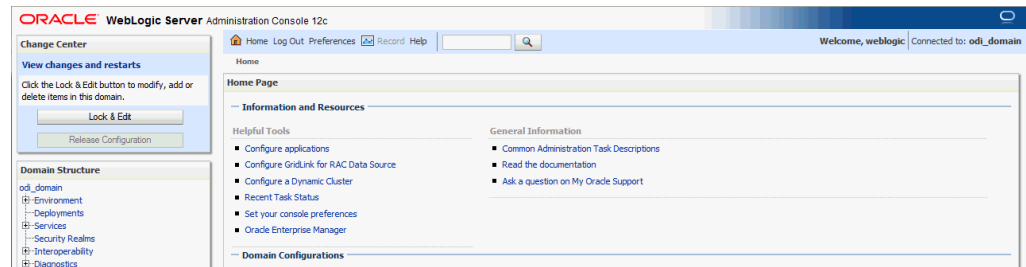 ORACLE WebLogic Server Administration Console 12c
Change Center
View changes and restarts
Click the Lock & Edit button to modify, add or
delete items in this domain.
Lock & Edit
Release Configuration
Domain Structure
odi_domain
Environment
Deployments
Services
Security Realms
Interoperability
Diagnostics
Home Log Out Preferences Record Help
Welcome, weblogic Connected to: odi_domain
Home
Home Page
Information and Resources
Helpful Tools
Configure applications
Configure GridLink for RAC Data Source
Configure a Dynamic Cluster
Recent Task Status
Set your console preferences
Oracle Enterprise Manager
General Information
Common Administration Task Descriptions
Read the documentation
Ask a question on My Oracle Support
Domain Configurations